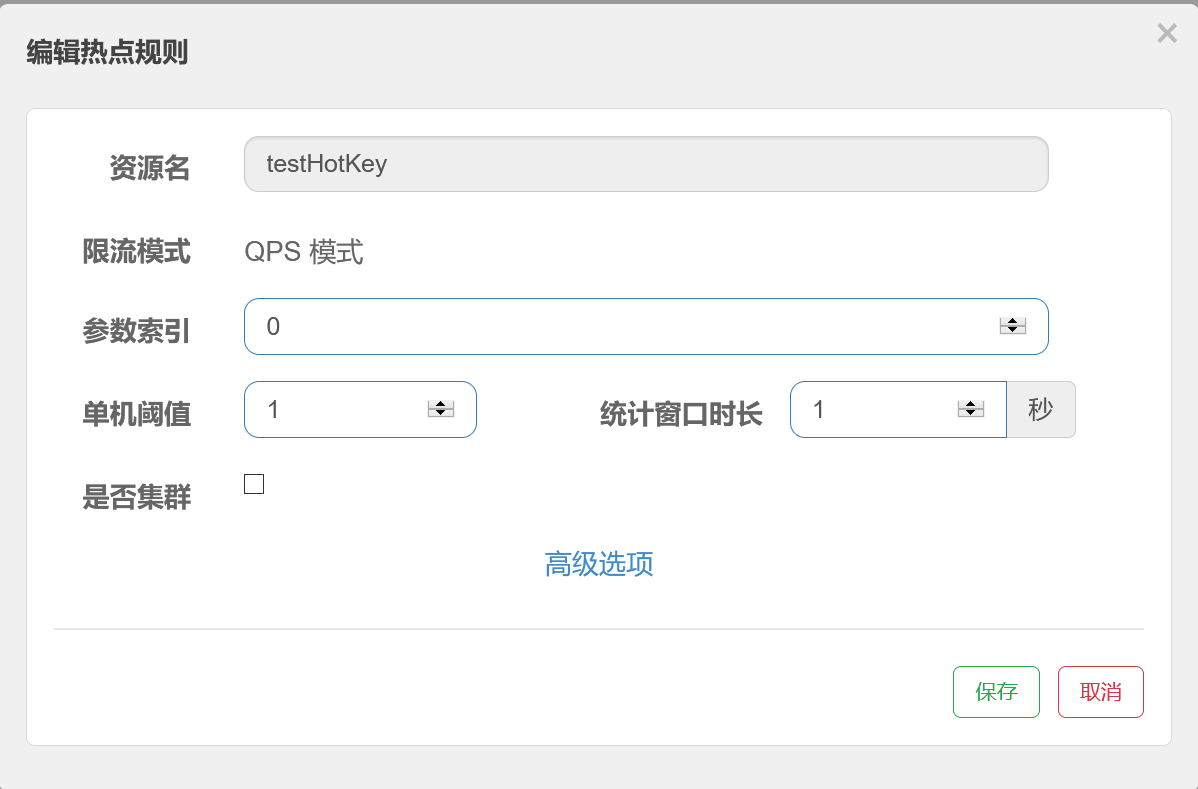 编辑热点规则
×
资源名 testHotKey
限流模式 QPS 模式
参数索引 0
单机阈值 1 统计窗口时长 1 秒
是否集群
高级选项
保存 取消